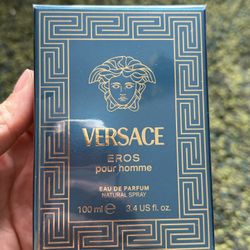 VERSACE
EROS
pour homme
EAU DE PARFUM
NATURAL SPRAY
100 ml ℮ 3.4 US fl. oz.